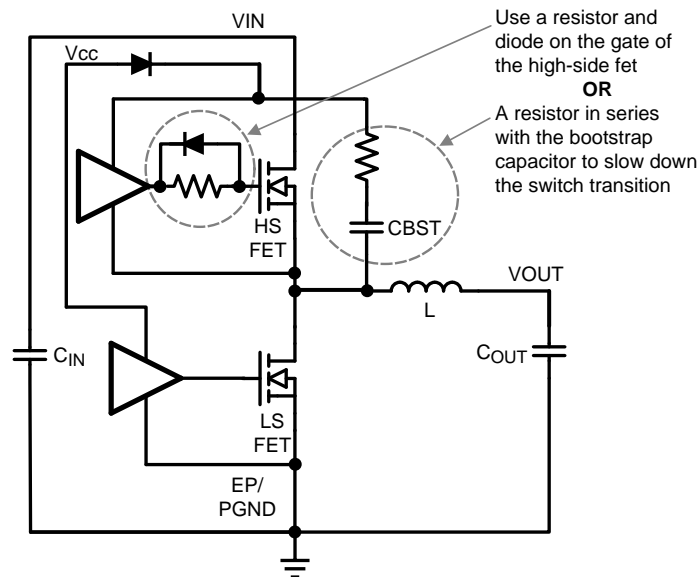 VIN
Vcc
Use a resistor and
diode on the gate of
the high-side fet
OR
A resistor in series
with the bootstrap
capacitor to slow down
the switch transition
HS
FET
CBST
VOUT
L
CIN
COUT
LS
FET
EP/
PGND